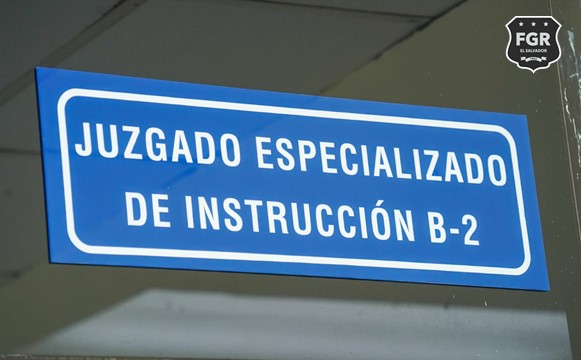 FGR
EL SALVADOR
JUZGADO ESPECIALIZADO
DE INSTRUCCIÓN B-2